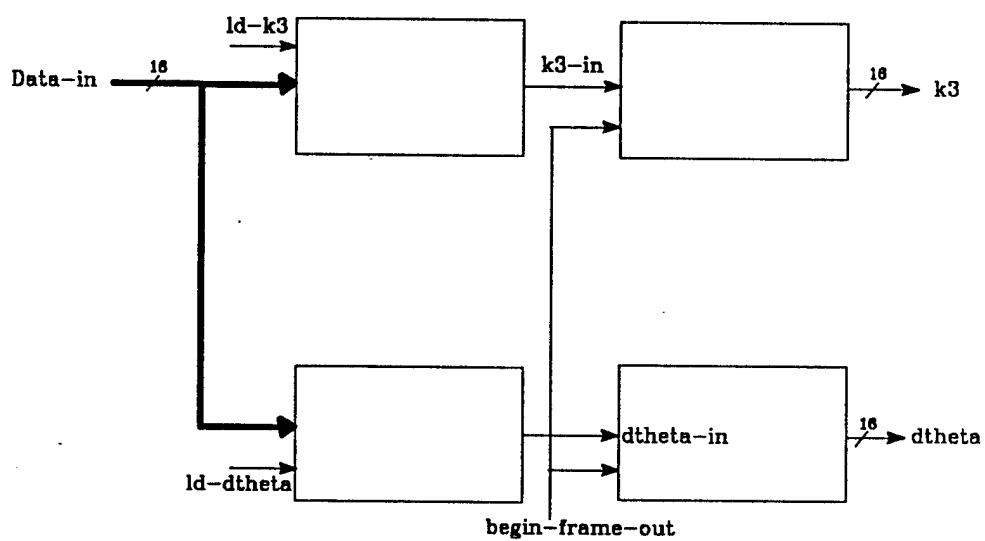 ld-k3
Data-in
16
k3-in
16
k3
dtheta-in
16
dtheta
ld-dtheta
begin-frame-out